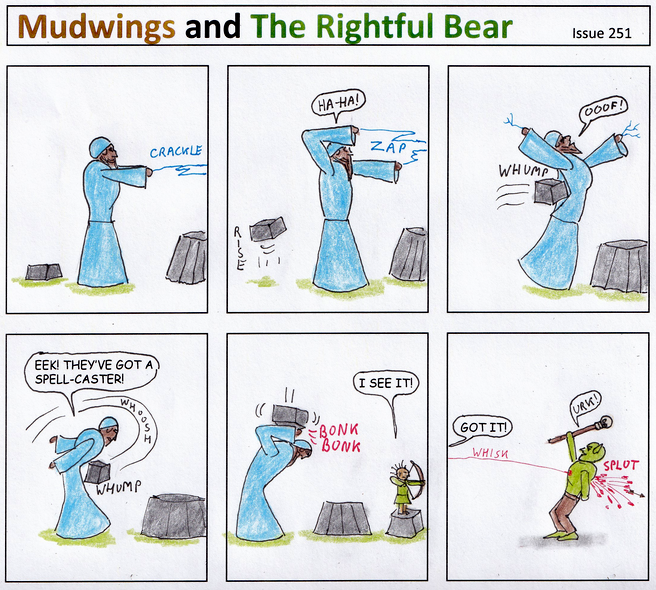 Mudwings and The Rightful Bear
Issue 251
CRACKLE
HA-HA!
ZAP
RISE
OOOF!
WHUMP
EEK! THEY'VE GOT A
SPELL-CASTER!
WHOOSH
WHUMP
I SEE IT!
BONK
BONK
GOT IT!
URK!
WHISK
SPLOT